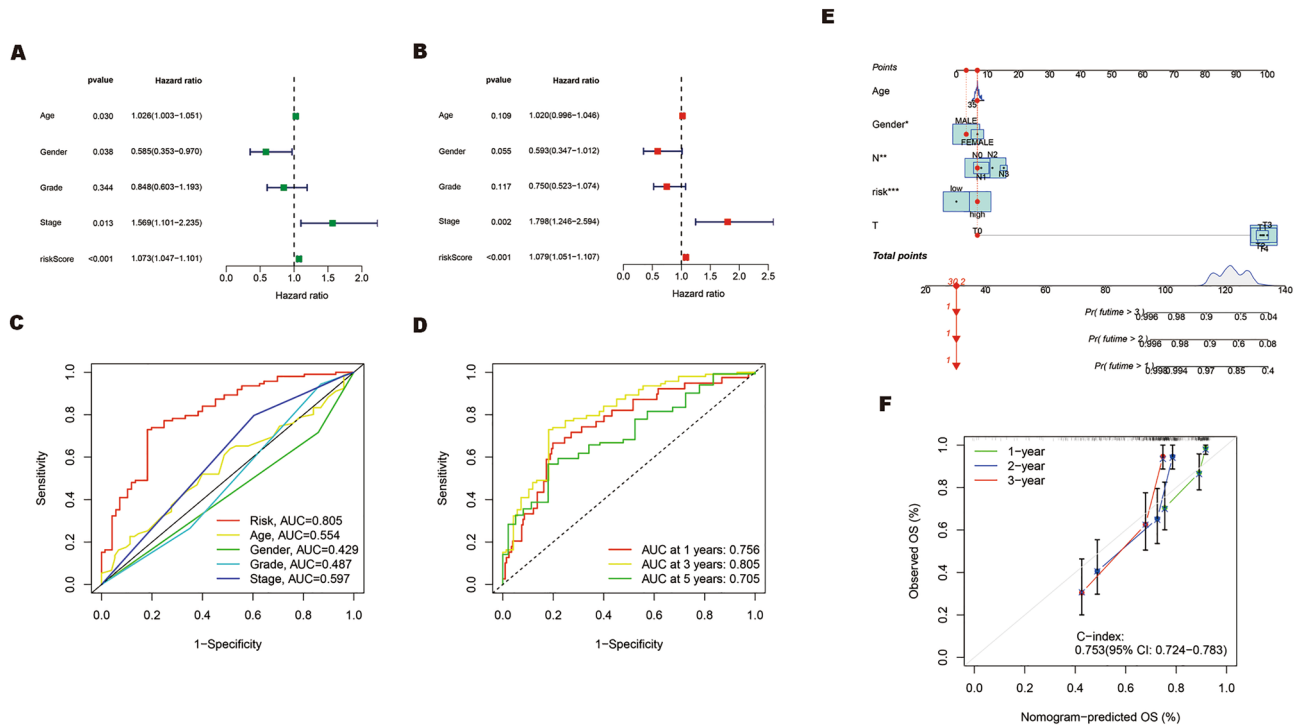 A
pvalue Hazard ratio
Age 0.030 1.026(1.003−1.051)
Gender 0.038 0.585(0.353−0.970)
Grade 0.344 0.848(0.603−1.193)
Stage 0.013 1.569(1.101−2.235)
riskScore <0.001 1.073(1.047−1.101)
0.0 0.5 1.0 1.5 2.0
Hazard ratio
B
pvalue Hazard ratio
Age 0.109 1.020(0.996−1.046)
Gender 0.055 0.593(0.347−1.012)
Grade 0.117 0.750(0.523−1.074)
Stage 0.002 1.798(1.246−2.594)
riskScore <0.001 1.079(1.051−1.107)
0.0 0.5 1.0 1.5 2.0 2.5
Hazard ratio
C
Sensitivity
1.0
0.8
0.6
0.4
0.2
0.0
Risk, AUC=0.805
Age, AUC=0.554
Gender, AUC=0.429
Grade, AUC=0.487
Stage, AUC=0.597
0.0 0.2 0.4 0.6 0.8 1.0
1−Specificity
D
Sensitivity
1.0
0.8
0.6
0.4
0.2
0.0
AUC at 1 years: 0.756
AUC at 3 years: 0.805
AUC at 5 years: 0.705
0.0 0.2 0.4 0.6 0.8 1.0
1−Specificity
E
Points
0 10 20 30 40 50 60 70 80 90 100
Age
35
Gender*
MALE
FEMALE
N**
N0 N2
N1 N3
risk***
low
high
T
T0
T1 T3
T2 T4
Total points
30.2
20 40 60 80 100 120 140
1
Pr( futime > 3 )
0.996 0.98 0.9 0.5 0.04
1
Pr( futime > 2 )
0.996 0.98 0.9 0.6 0.08
1
Pr( futime > 1 )
0.998 0.994 0.97 0.85 0.4
F
Observed OS (%)
1.0
0.8
0.6
0.4
0.2
0.0
1−year
2−year
3−year
C−index:
0.753(95% CI: 0.724−0.783)
0.0 0.2 0.4 0.6 0.8 1.0
Nomogram−predicted OS (%)